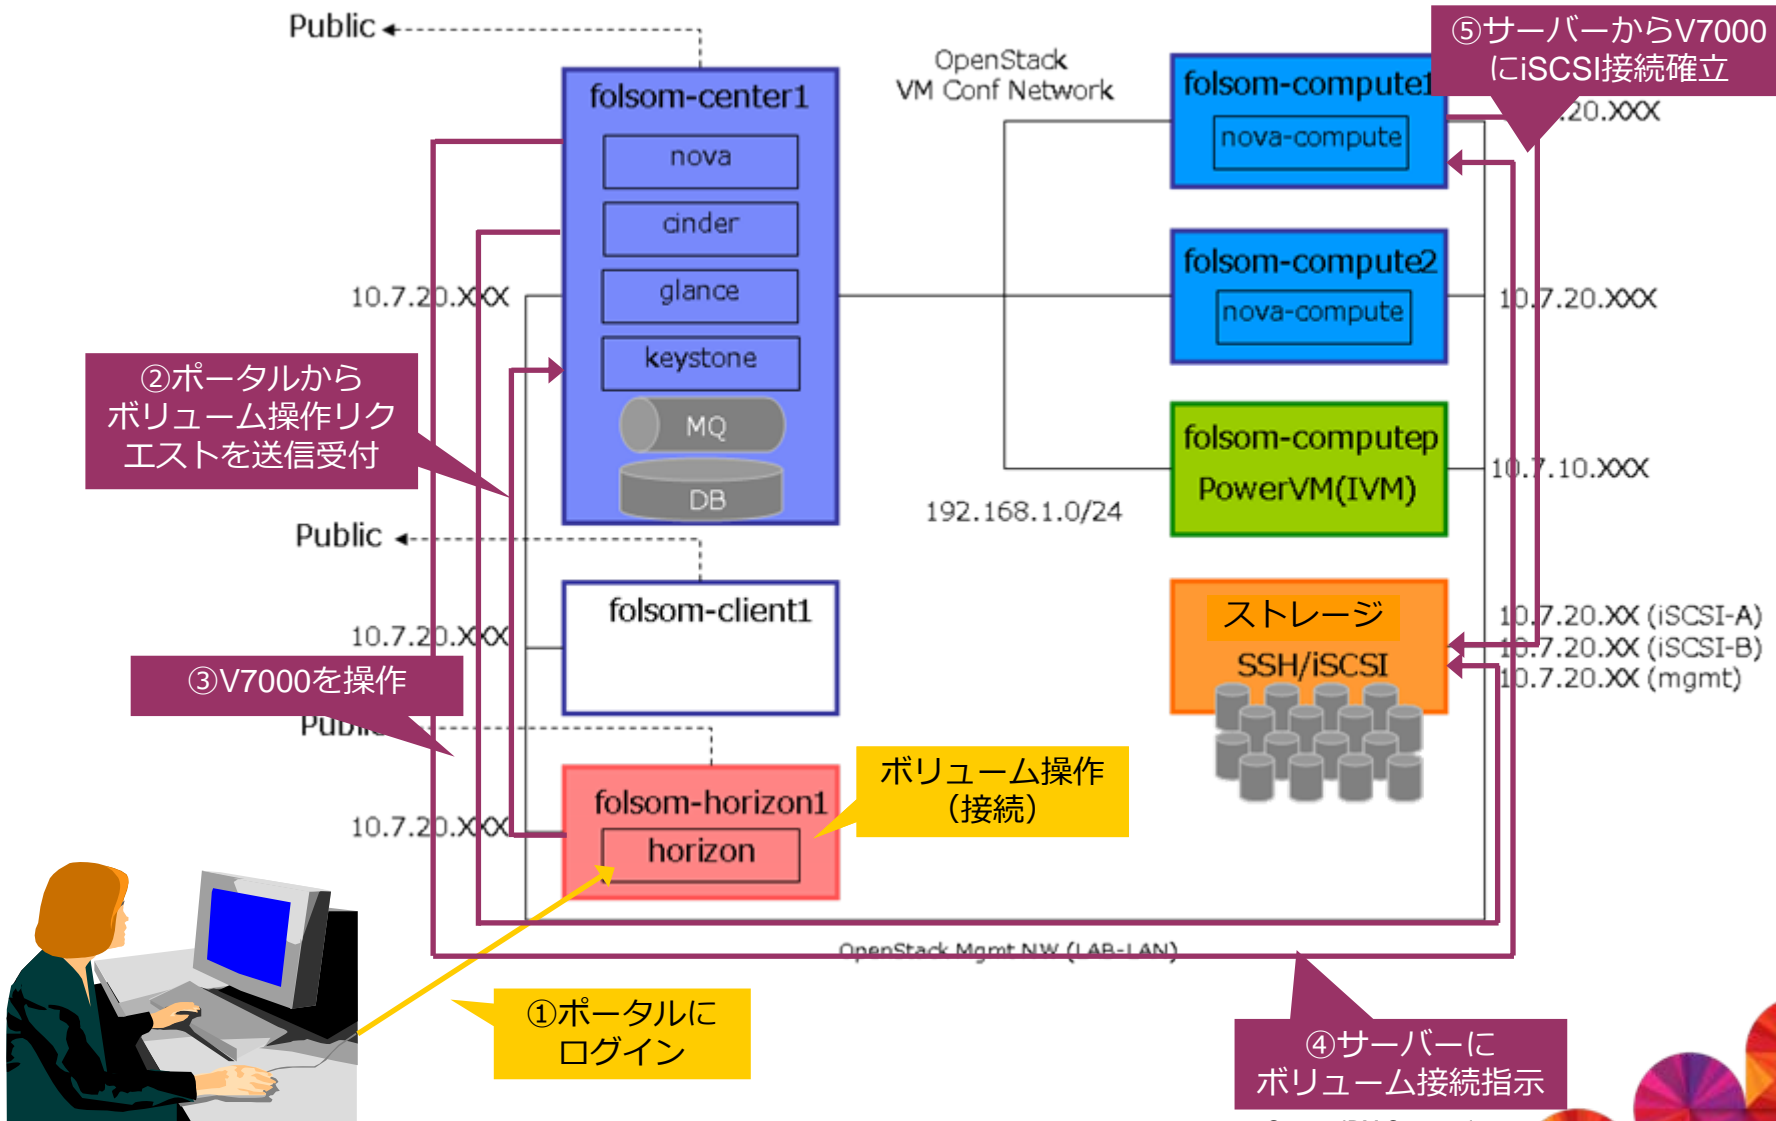 Public
folsom-center1
nova
cinder
glance
keystone
MQ
DB
10.7.20.XXX
OpenStack
VM Conf Network
192.168.1.0/24
folsom-compute1
nova-compute
.20.XXX
⑤サーバーからV7000
にiSCSI接続確立
folsom-compute2
nova-compute
10.7.20.XXX
folsom-computep
PowerVM(IVM)
10.7.10.XXX
②ポータルから
ボリューム操作リク
エストを送信受付
Public
folsom-client1
10.7.20.XXX
③V7000を操作
ストレージ
SSH/iSCSI
10.7.20.XX (iSCSI-A)
10.7.20.XX (iSCSI-B)
10.7.20.XX (mgmt)
Public
folsom-horizon1
horizon
10.7.20.XXX
ボリューム操作
（接続）
OpenStack Mgmt NW (LAB-LAN)
①ポータルに
ログイン
④サーバーに
ボリューム接続指示